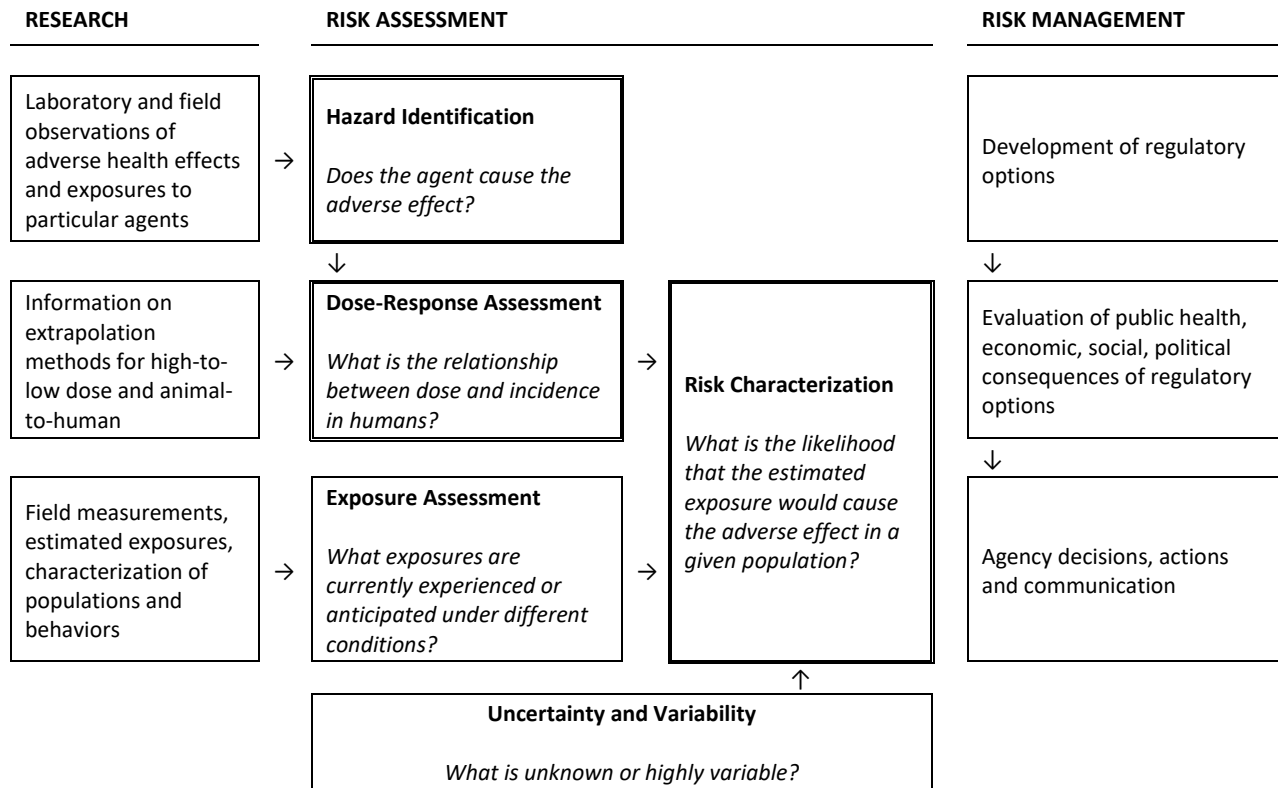 RESEARCH
RISK ASSESSMENT
RISK MANAGEMENT
Laboratory and field
observations of
adverse health effects
and exposures to
particular agents
→
Hazard Identification
Does the agent cause the
adverse effect?
Development of regulatory
options
↓
↓
Information on
extrapolation
methods for high-to-
low dose and animal-
to-human
→
Dose-Response Assessment
What is the relationship
between dose and incidence
in humans?
→
Risk Characterization
What is the likelihood
that the estimated
exposure would cause
the adverse effect in a
given population?
Evaluation of public health,
economic, social, political
consequences of regulatory
options
↓
Field measurements,
estimated exposures,
characterization of
populations and
behaviors
→
Exposure Assessment
What exposures are
currently experienced or
anticipated under different
conditions?
→
Agency decisions, actions
and communication
↑
Uncertainty and Variability
What is unknown or highly variable?